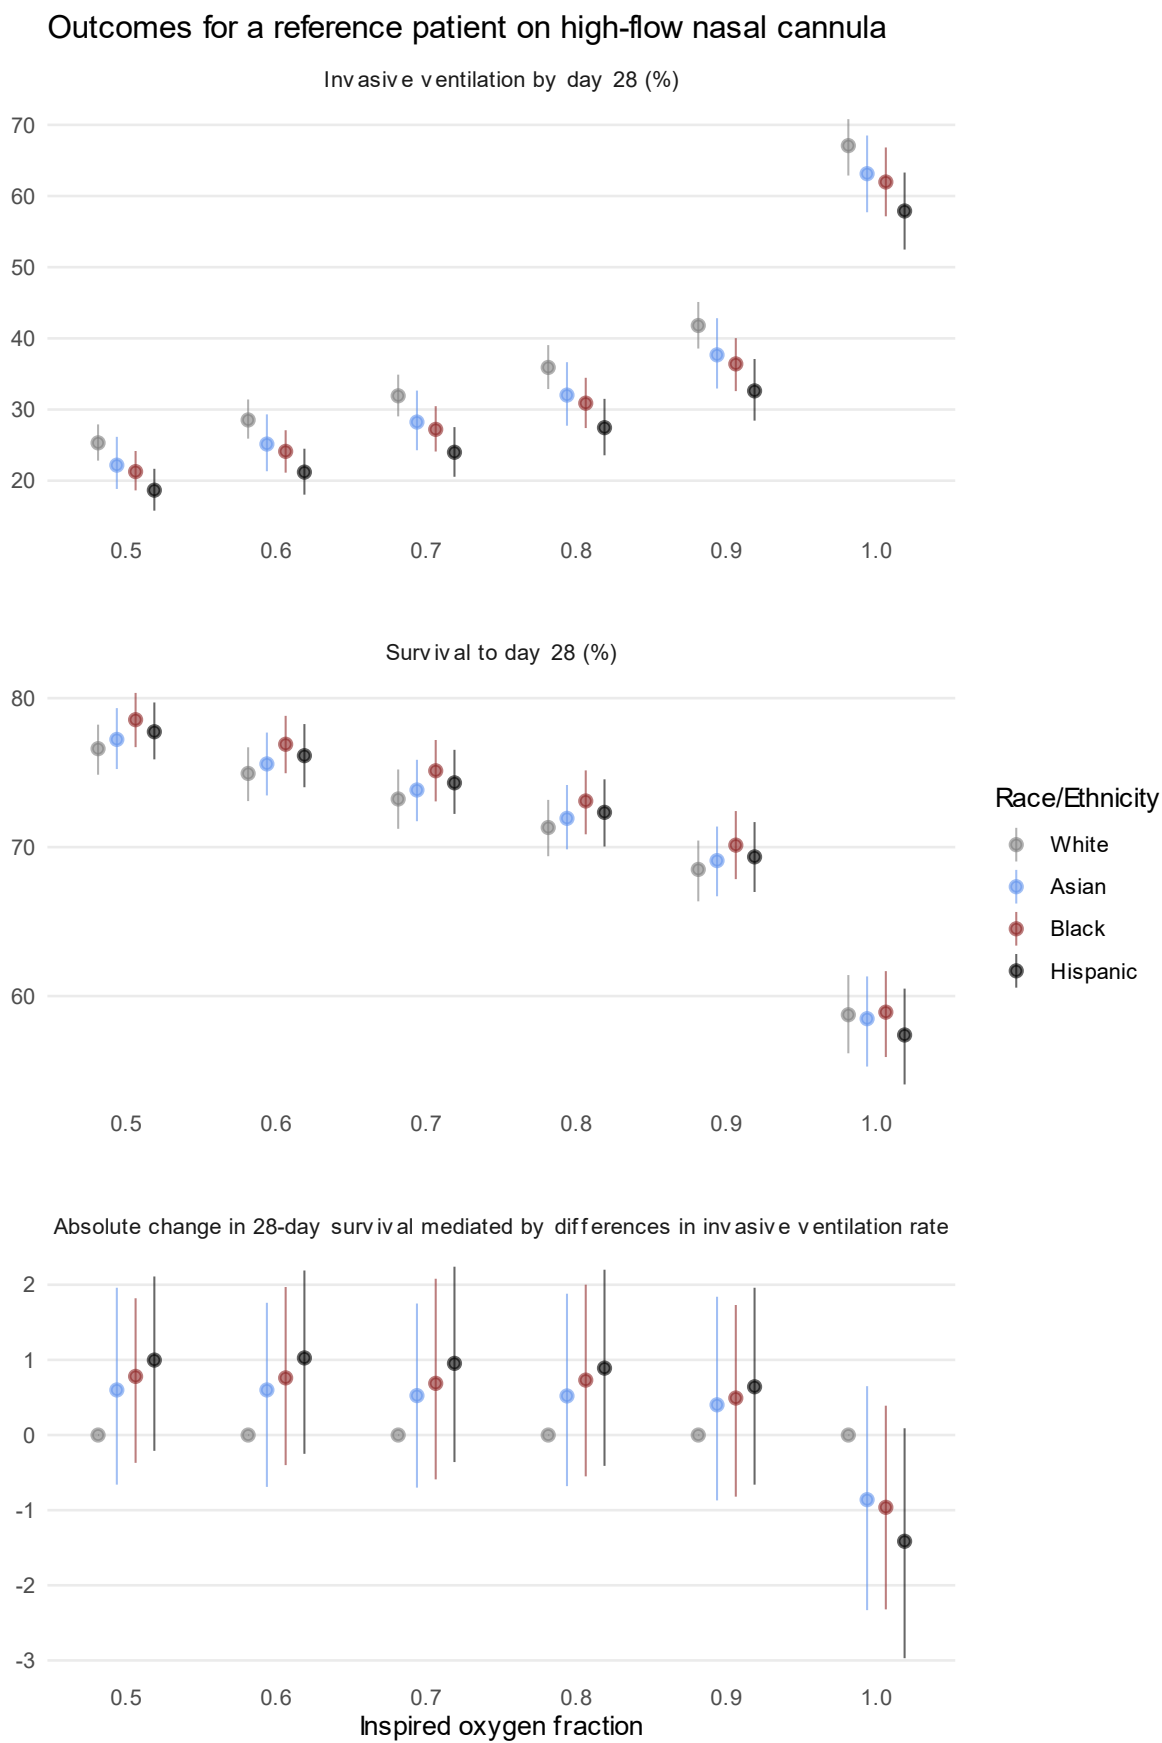 Outcomes for a reference patient on high-flow nasal cannula
Invasive ventilation by day 28 (%)
70
60
50
40
30
20
0.5 0.6 0.7 0.8 0.9 1.0
Survival to day 28 (%)
80
70
60
0.5 0.6 0.7 0.8 0.9 1.0
Race/Ethnicity
White
Asian
Black
Hispanic
Absolute change in 28-day survival mediated by differences in invasive ventilation rate
2
1
0
-1
-2
-3
0.5 0.6 0.7 0.8 0.9 1.0
Inspired oxygen fraction